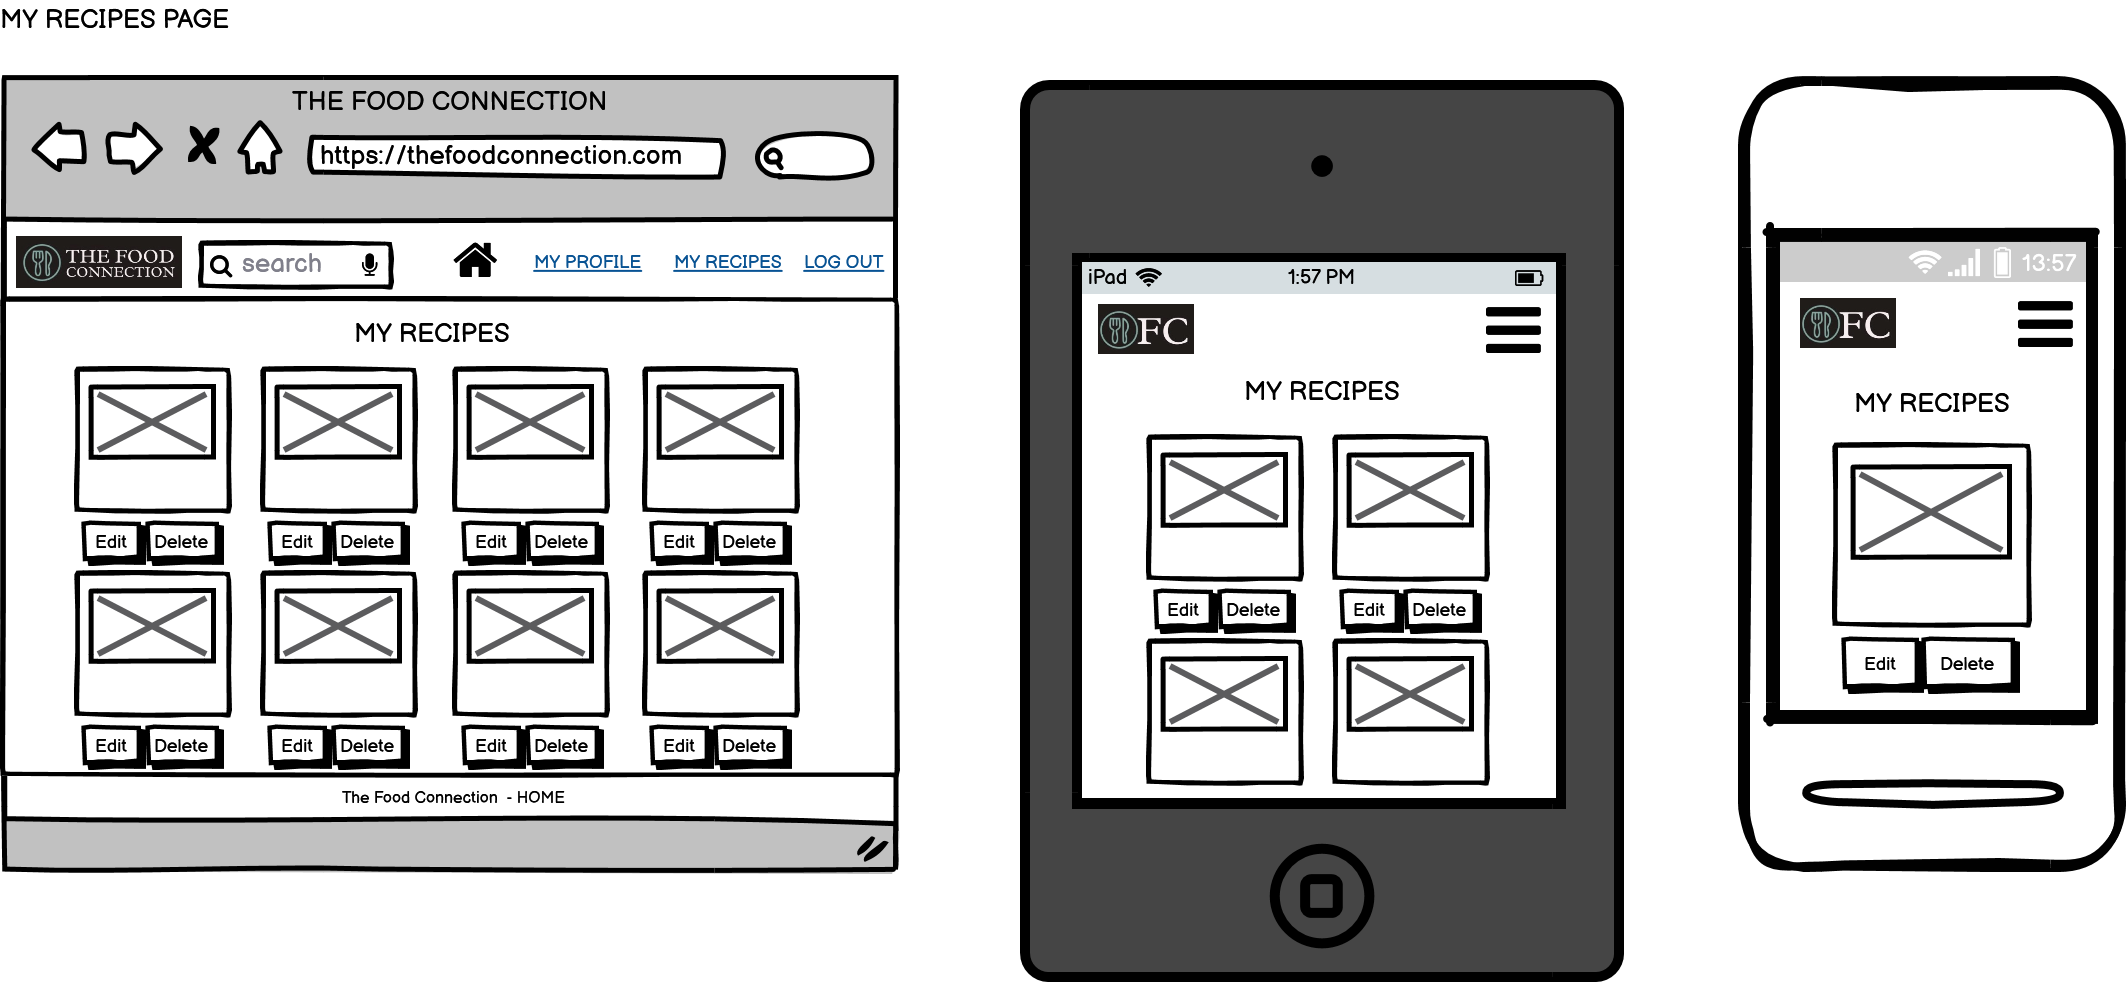 MY RECIPES PAGE
THE FOOD CONNECTION
https://thefoodconnection.com
THE FOOD
CONNECTION
search
MY PROFILE
MY RECIPES
LOG OUT
MY RECIPES
Edit Delete Edit Delete Edit Delete Edit Delete
Edit Delete Edit Delete Edit Delete Edit Delete
The Food Connection - HOME
iPad 1:57 PM
FC
MY RECIPES
Edit Delete Edit Delete
13:57
FC
MY RECIPES
Edit Delete